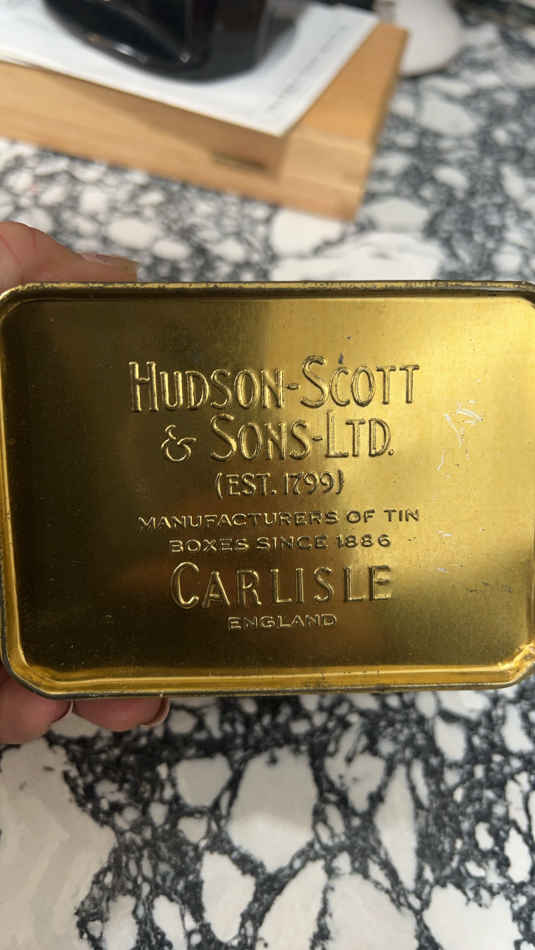 HUDSON-SCOTT
& SONS-LTD.
(EST. 1799)
MANUFACTURERS OF TIN
BOXES SINCE 1886
CARLISLE
ENGLAND